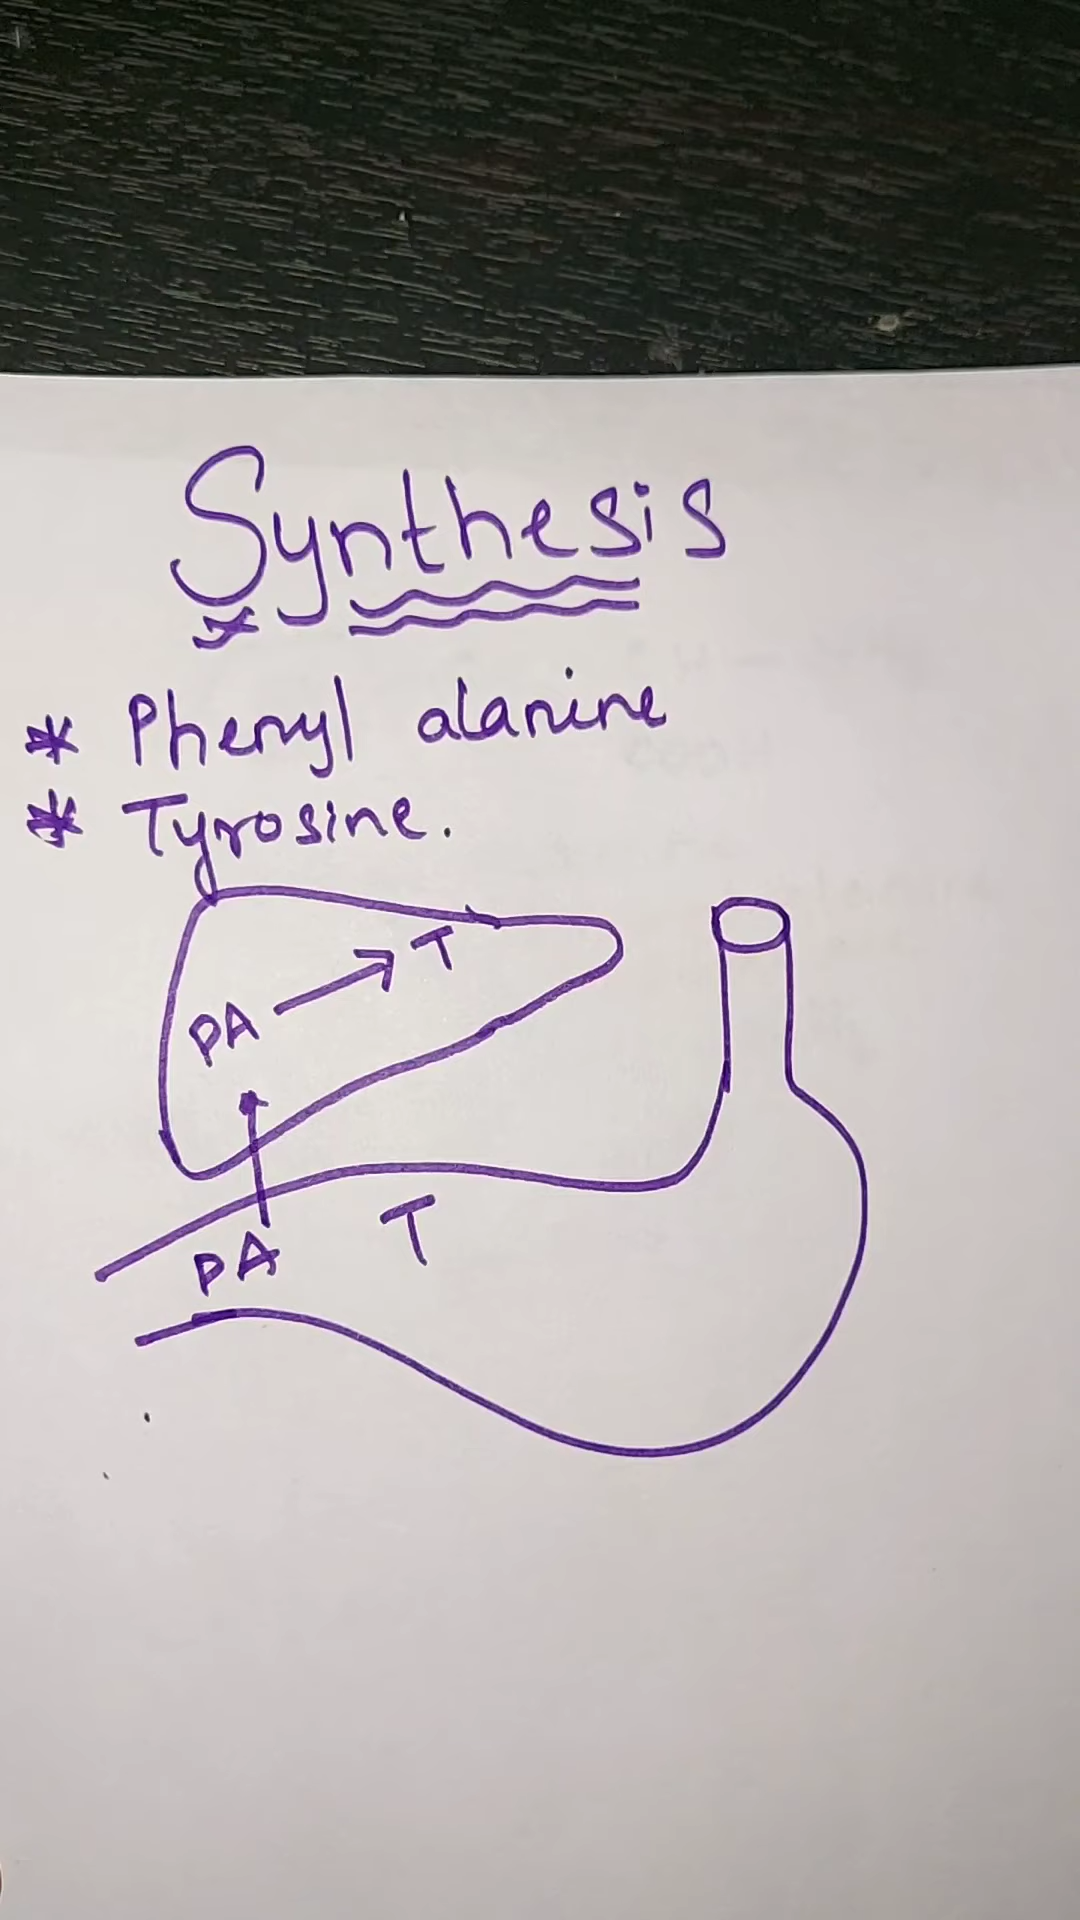 Synthesis
* Phenyl alanine
* Tyrosine.
PA → T
PA T